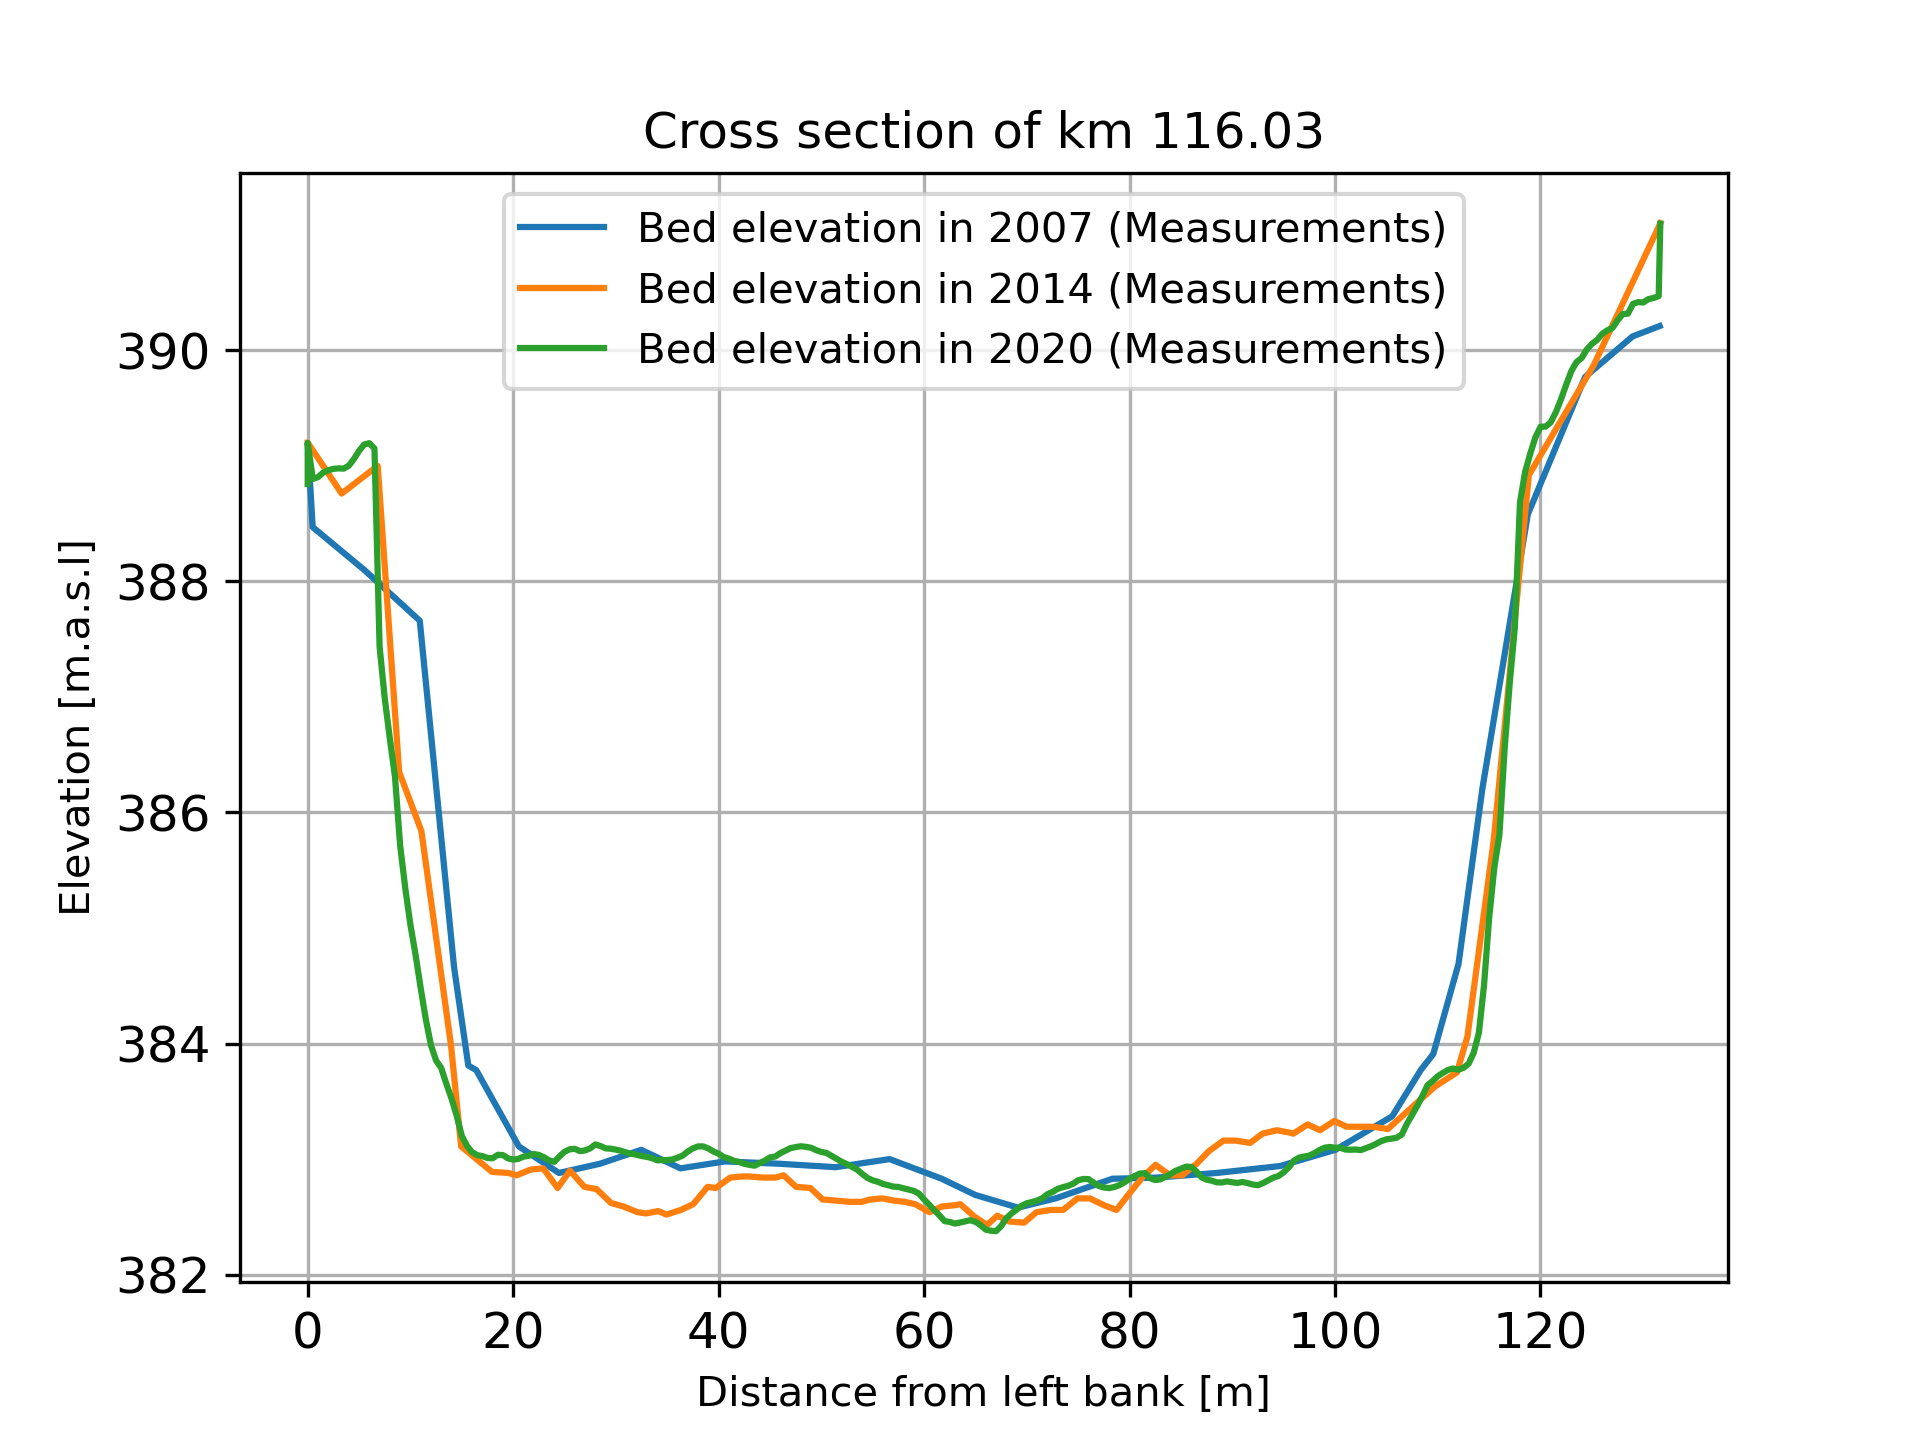 Cross section of km 116.03
Bed elevation in 2007 (Measurements)
Bed elevation in 2014 (Measurements)
Bed elevation in 2020 (Measurements)
Elevation [m.a.s.l]
390
388
386
384
382
0 20 40 60 80 100 120
Distance from left bank [m]